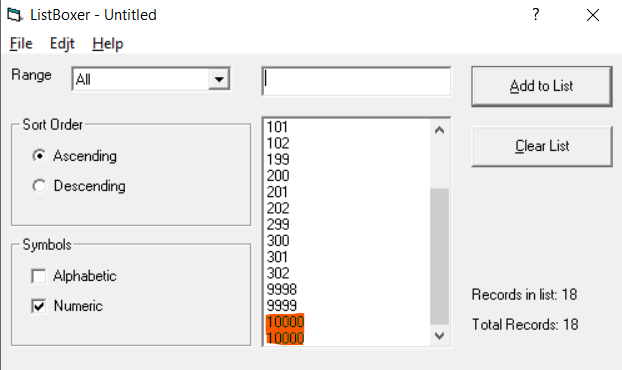 ListBoxer - Untitled
?
File Edjt Help
Range
All
Add to List
Sort Order
Ascending
Descending
101
102
199
200
201
202
299
300
301
302
9998
9999
10000
10000
Clear List
Symbols
Alphabetic
Numeric
Records in list: 18
Total Records: 18